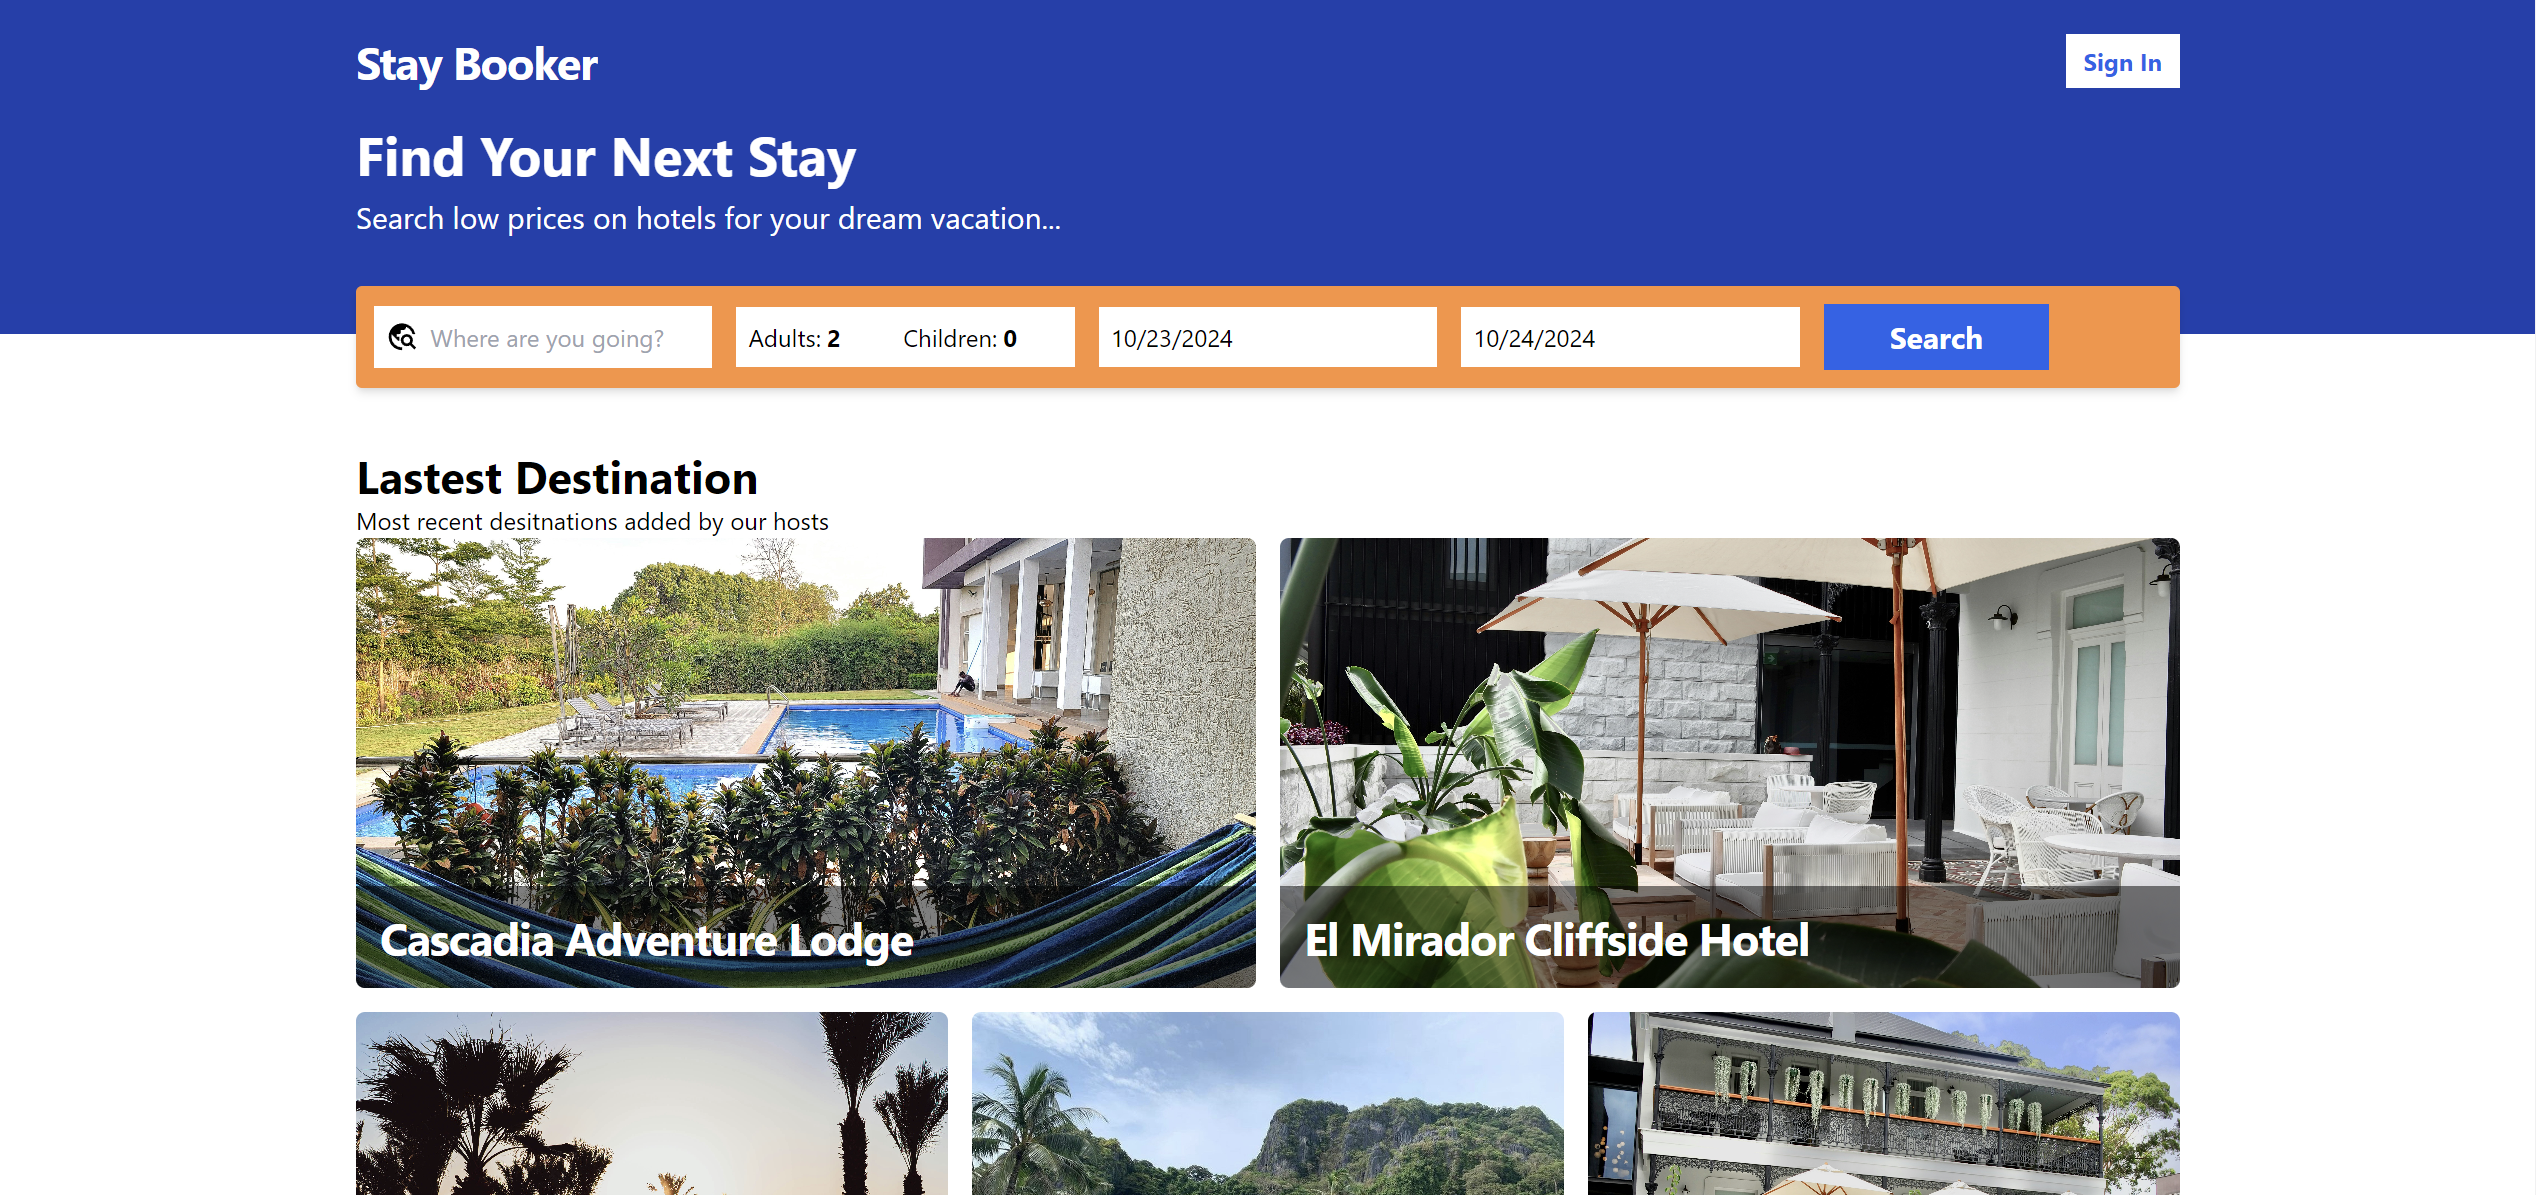 Stay Booker
Sign In
Find Your Next Stay
Search low prices on hotels for your dream vacation...
Where are you going?
Adults: 2
Children: 0
10/23/2024
10/24/2024
Search
Lastest Destination
Most recent desitnations added by our hosts
Cascadia Adventure Lodge
El Mirador Cliffside Hotel